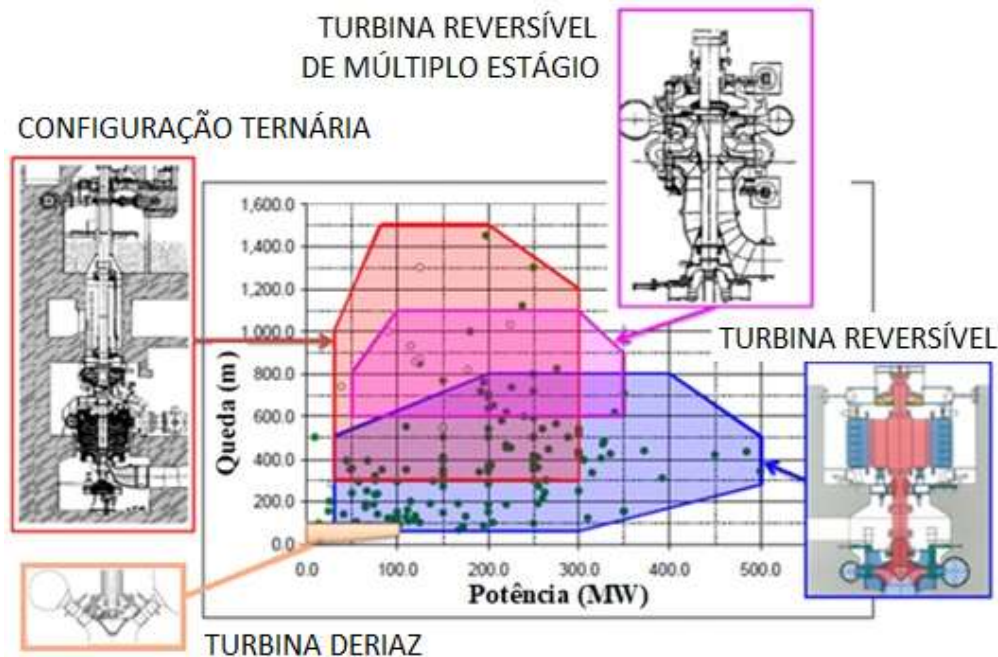 TURBINA REVERSÍVEL
DE MÚLTIPLO ESTÁGIO
CONFIGURAÇÃO TERNÁRIA
1,600.0
1,400.0
1,200.0
1,000.0
800.0
600.0
400.0
200.0
0.0
Queda (m)
0.0 100.0 200.0 300.0 400.0 500.0
Potência (MW)
TURBINA REVERSÍVEL
TURBINA DERIAZ